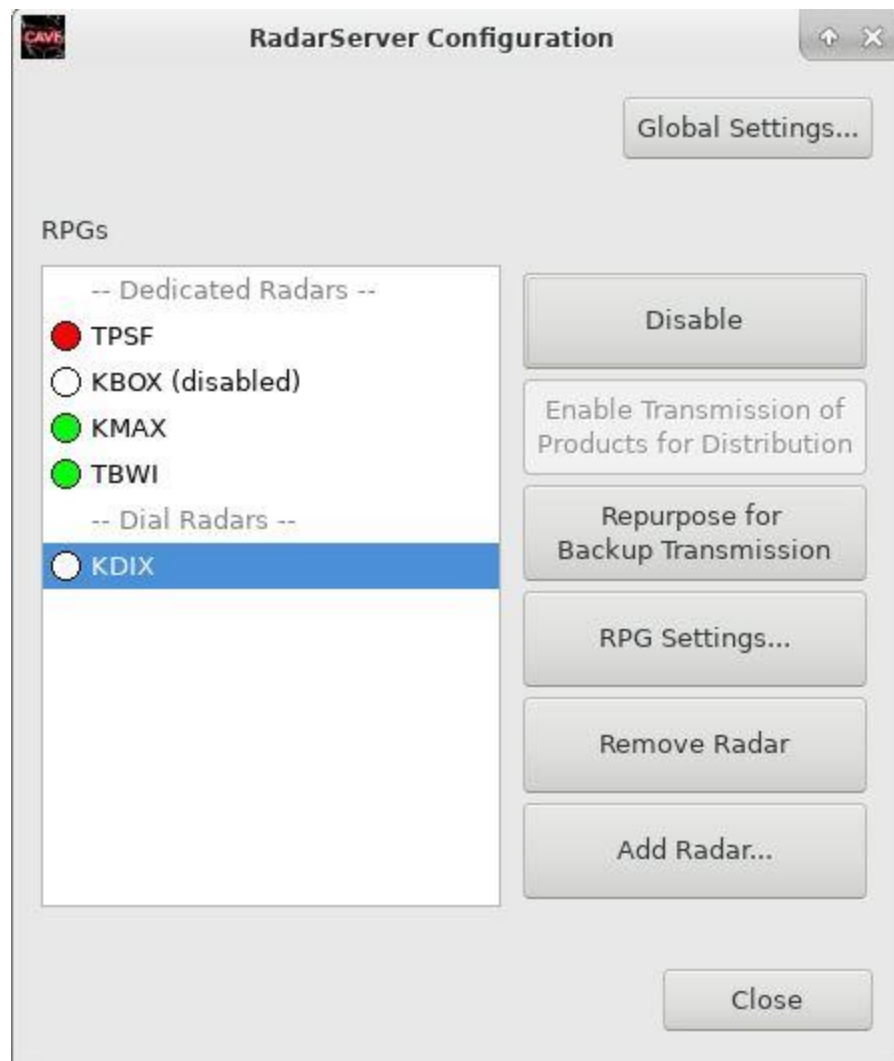 CAVE
RadarServer Configuration
Global Settings...
RPGs
-- Dedicated Radars --
TPSF
KBOX (disabled)
KMAX
TBWI
-- Dial Radars --
KDIX
Disable
Enable Transmission of
Products for Distribution
Repurpose for
Backup Transmission
RPG Settings...
Remove Radar
Add Radar...
Close